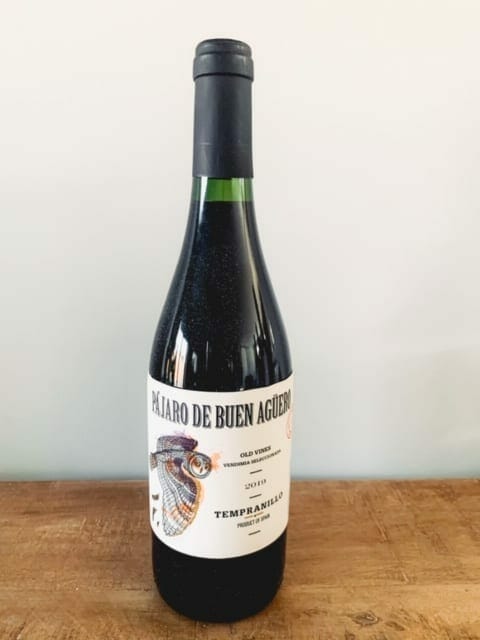 PÁJARO DE BUEN AGÜERO
OLD VINES
VENDIMIA SELECCIONADA
2019
TEMPRANILLO
PRODUCT OF SPAIN